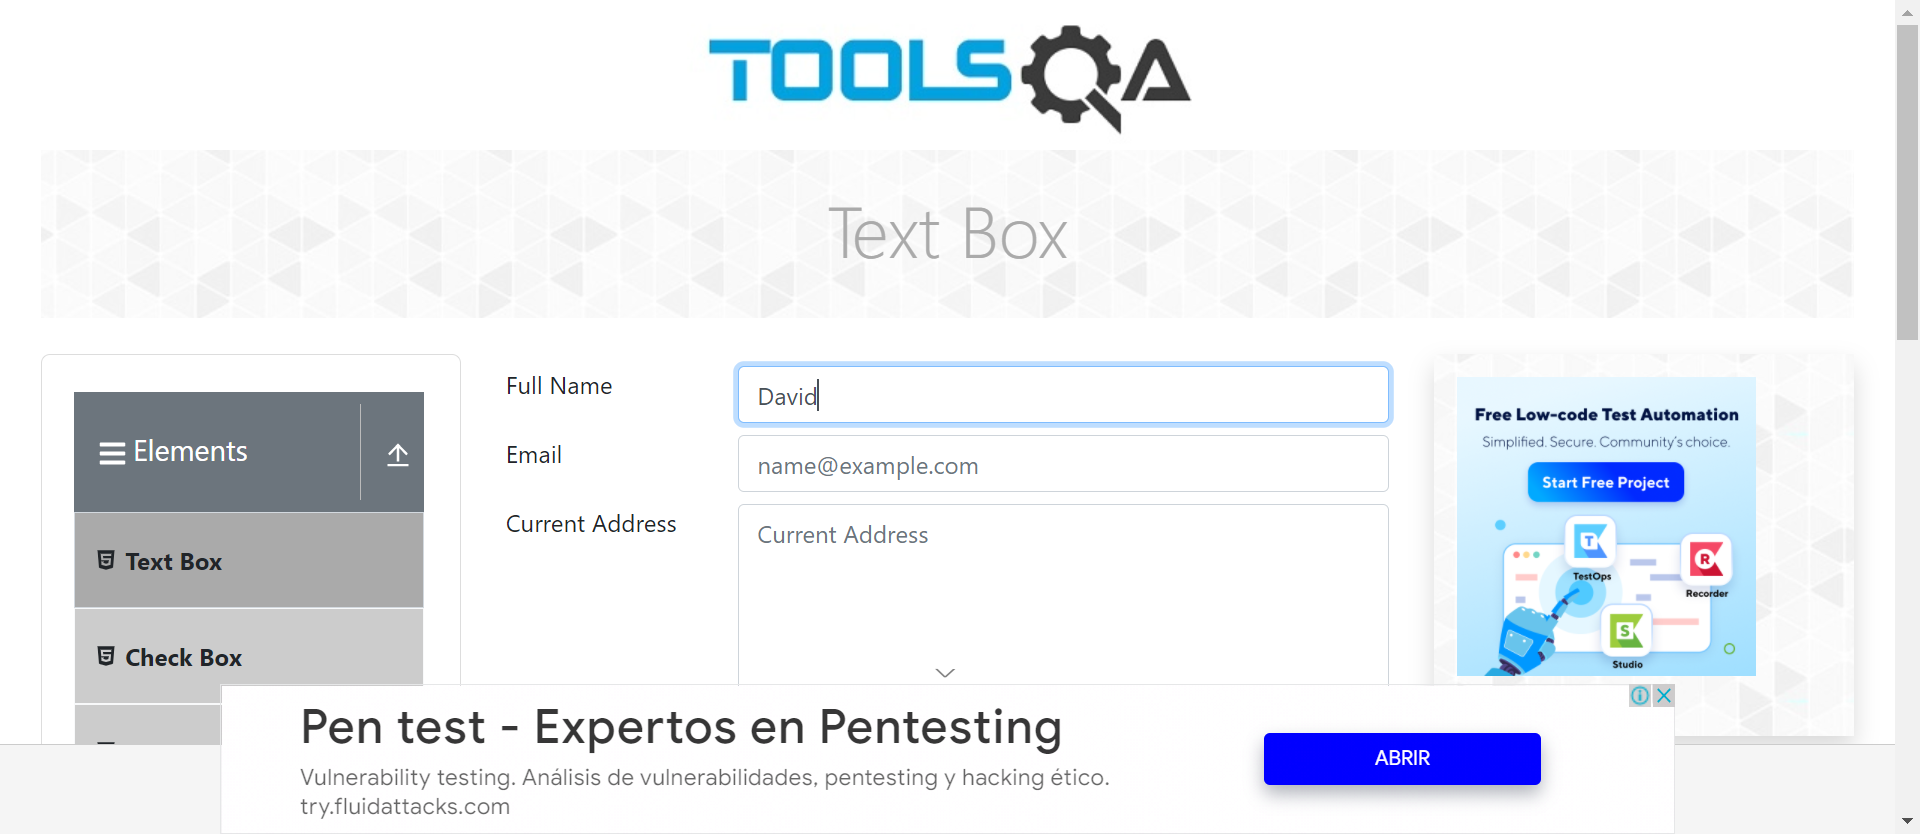 TOOLSQA
Text Box
Elements
Text Box
Check Box
Full Name
David
Email
name@example.com
Current Address
Current Address
Free Low-code Test Automation
Simplified. Secure. Community's choice.
Start Free Project
TestOps
Recorder
Studio
Pen test - Expertos en Pentesting
Vulnerability testing. Análisis de vulnerabilidades, pentesting y hacking ético.
try.fluidattacks.com
ABRIR